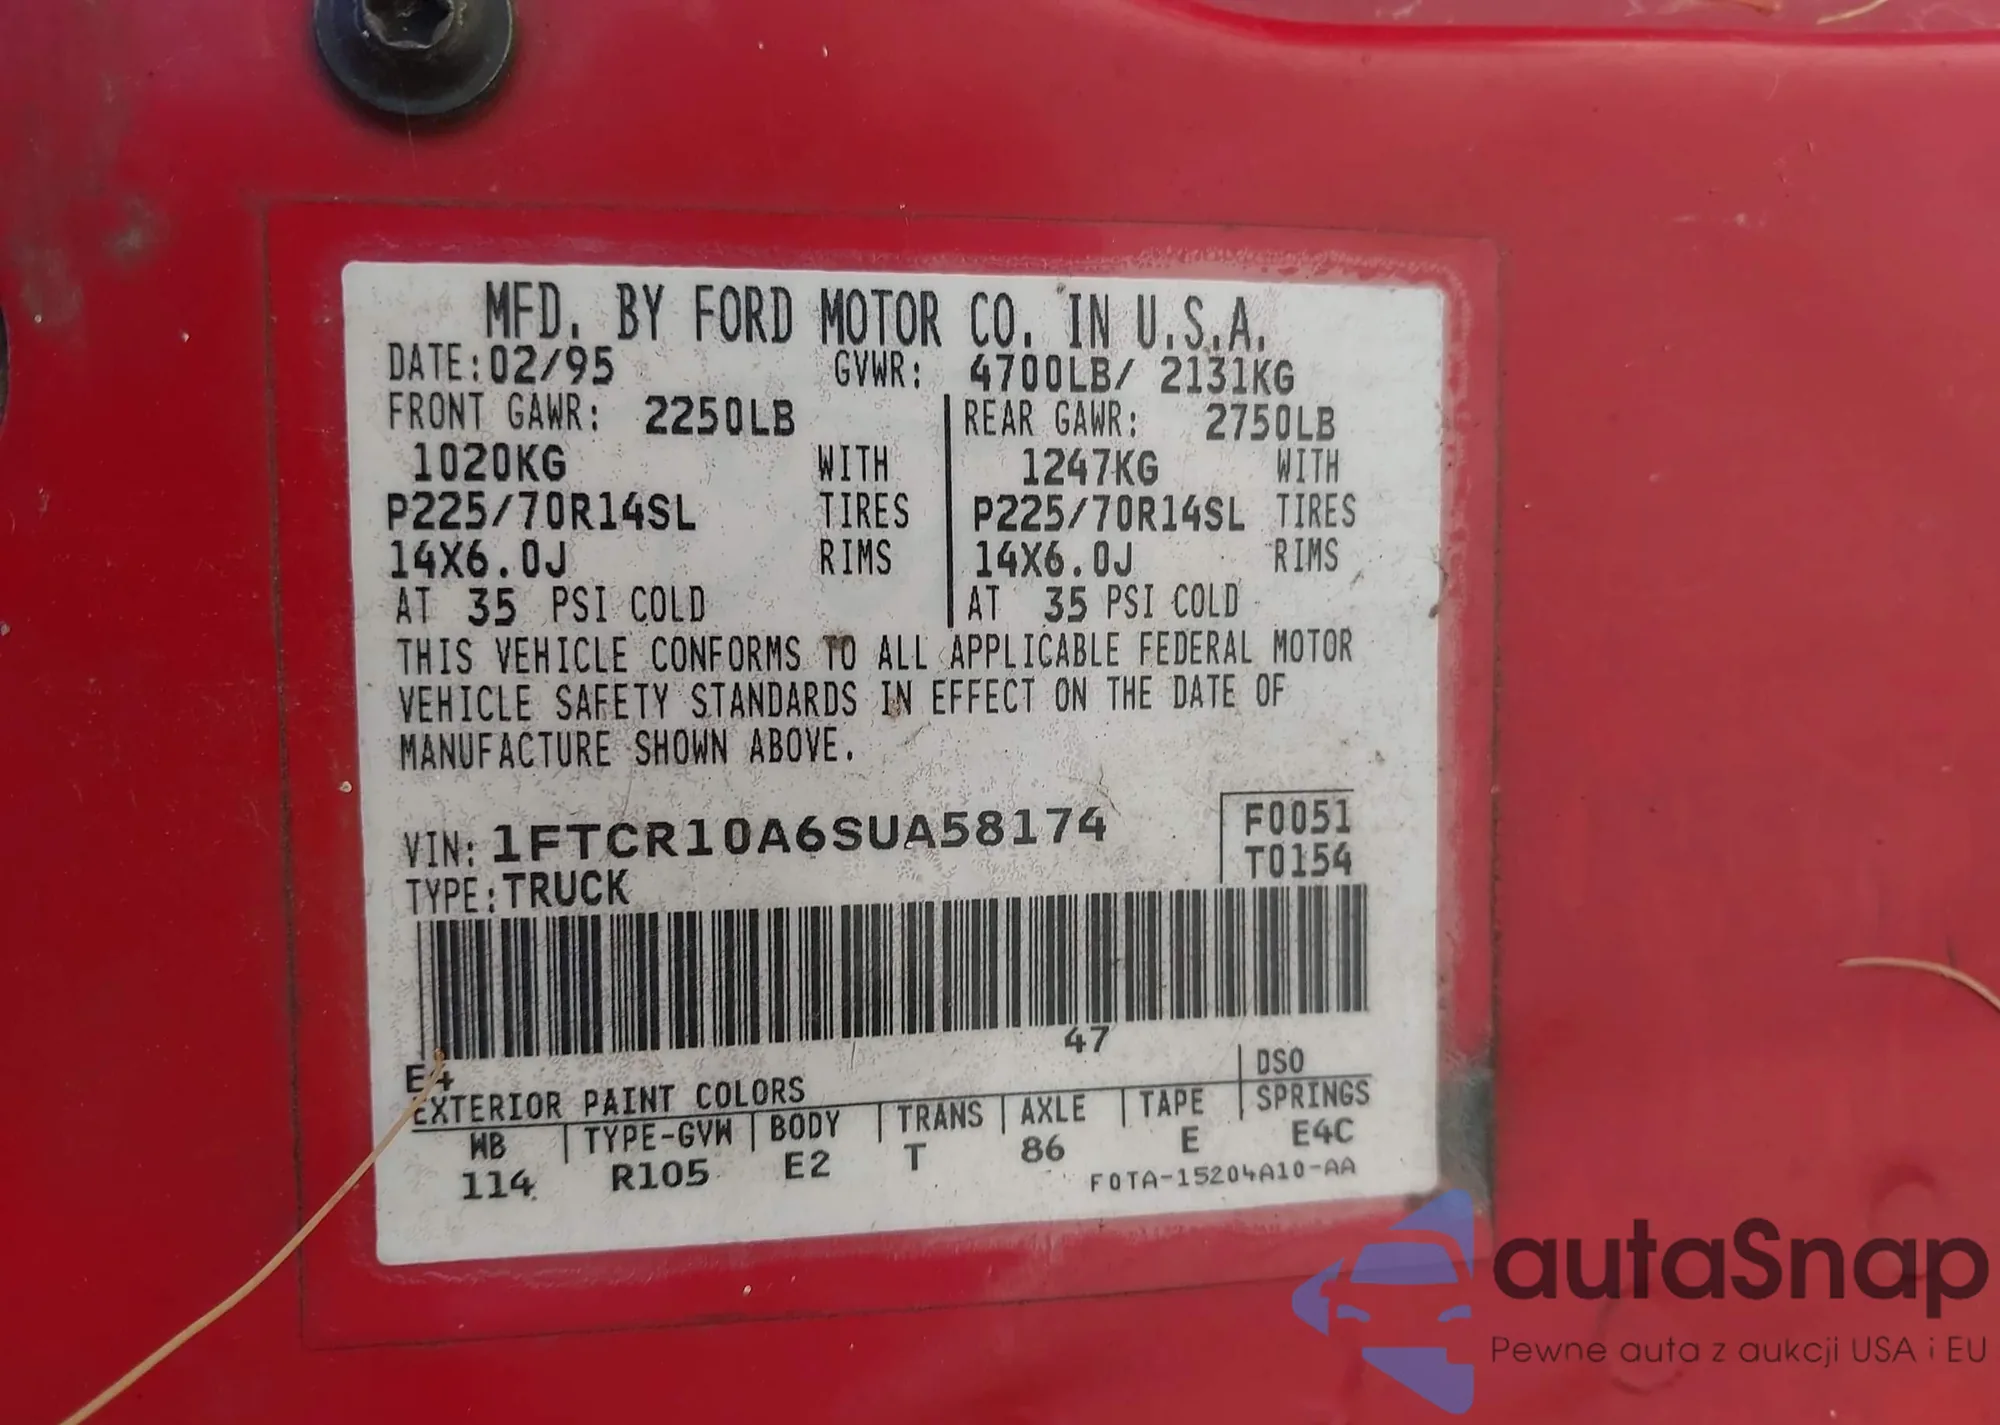 MFD. BY FORD MOTOR CO. IN U.S.A.
DATE: 02/95 GVWR: 4700LB/ 2131KG
FRONT GAWR: 2250LB REAR GAWR: 2750LB
1020KG WITH 1247KG WITH
P225/70R14SL TIRES P225/70R14SL TIRES
14X6.0J RIMS 14X6.0J RIMS
AT 35 PSI COLD AT 35 PSI COLD
THIS VEHICLE CONFORMS TO ALL APPLICABLE FEDERAL MOTOR
VEHICLE SAFETY STANDARDS IN EFFECT ON THE DATE OF
MANUFACTURE SHOWN ABOVE.
F0051
VIN: 1FTCR10A6SUA58174
T0154
TYPE: TRUCK
47
E4 DSO
EXTERIOR PAINT COLORS
WB TYPE-GVW BODY TRANS AXLE TAPE SPRINGS
114 R105 E2 T 86 E E4C
F0TA-15204A10-AA
autaSnap
Pewne auta z aukcji USA i EU